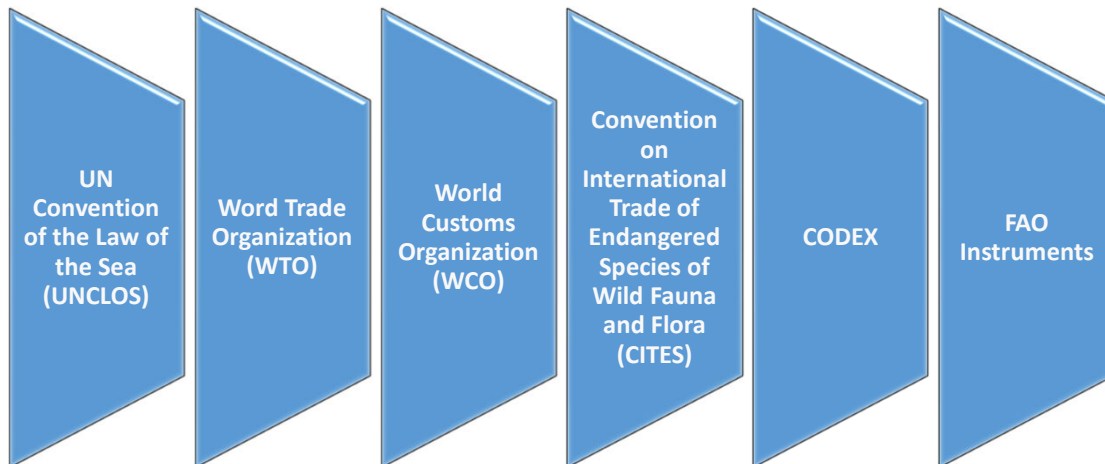 UN
Convention
of the Law of
the Sea
(UNCLOS)
Word Trade
Organization
(WTO)
World
Customs
Organization
(WCO)
Convention
on
International
Trade of
Endangered
Species of
Wild Fauna
and Flora
(CITES)
CODEX
FAO
Instruments